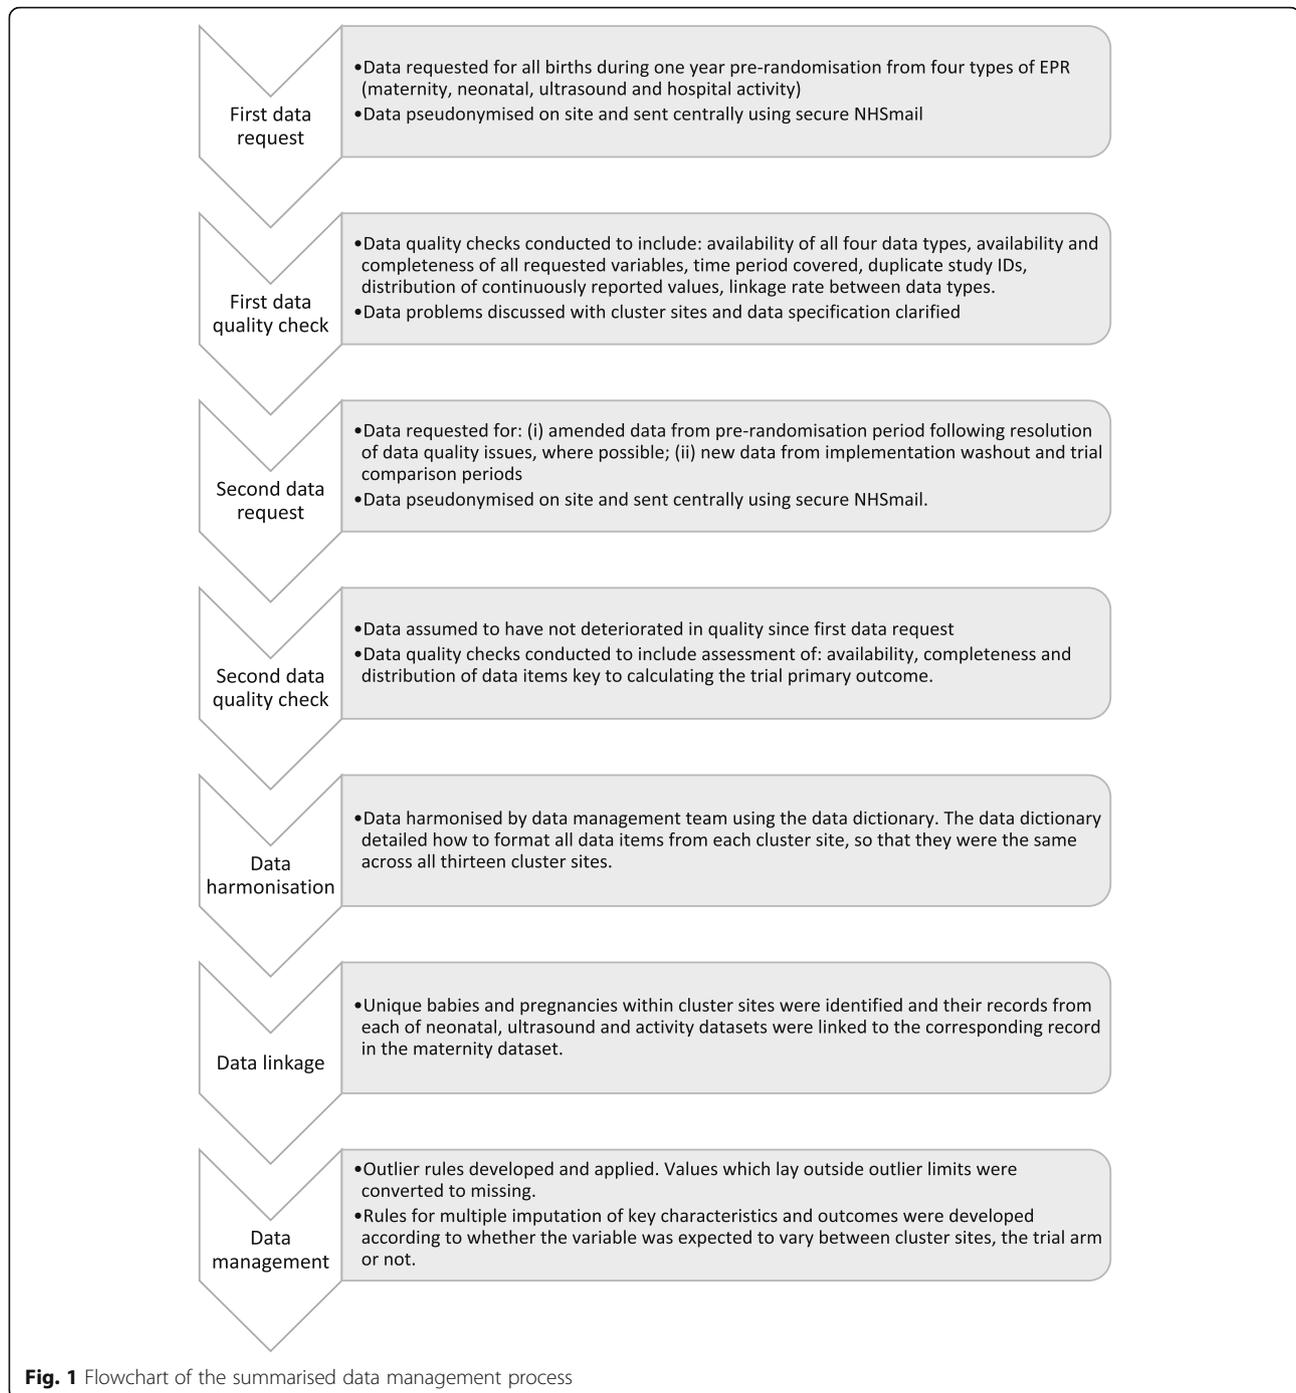 First data
request
•Data requested for all births during one year pre-randomisation from four types of EPR
(maternity, neonatal, ultrasound and hospital activity)
•Data pseudonymised on site and sent centrally using secure NHSmail
First data
quality check
•Data quality checks conducted to include: availability of all four data types, availability and
completeness of all requested variables, time period covered, duplicate study IDs,
distribution of continuously reported values, linkage rate between data types.
•Data problems discussed with cluster sites and data specification clarified
Second data
request
•Data requested for: (i) amended data from pre-randomisation period following resolution
of data quality issues, where possible; (ii) new data from implementation washout and trial
comparison periods
•Data pseudonymised on site and sent centrally using secure NHSmail.
Second data
quality check
•Data assumed to have not deteriorated in quality since first data request
•Data quality checks conducted to include assessment of: availability, completeness and
distribution of data items key to calculating the trial primary outcome.
Data
harmonisation
•Data harmonised by data management team using the data dictionary. The data dictionary
detailed how to format all data items from each cluster site, so that they were the same
across all thirteen cluster sites.
Data linkage
•Unique babies and pregnancies within cluster sites were identified and their records from
each of neonatal, ultrasound and activity datasets were linked to the corresponding record
in the maternity dataset.
Data
management
•Outlier rules developed and applied. Values which lay outside outlier limits were
converted to missing.
•Rules for multiple imputation of key characteristics and outcomes were developed
according to whether the variable was expected to vary between cluster sites, the trial arm
or not.
Fig. 1 Flowchart of the summarised data management process